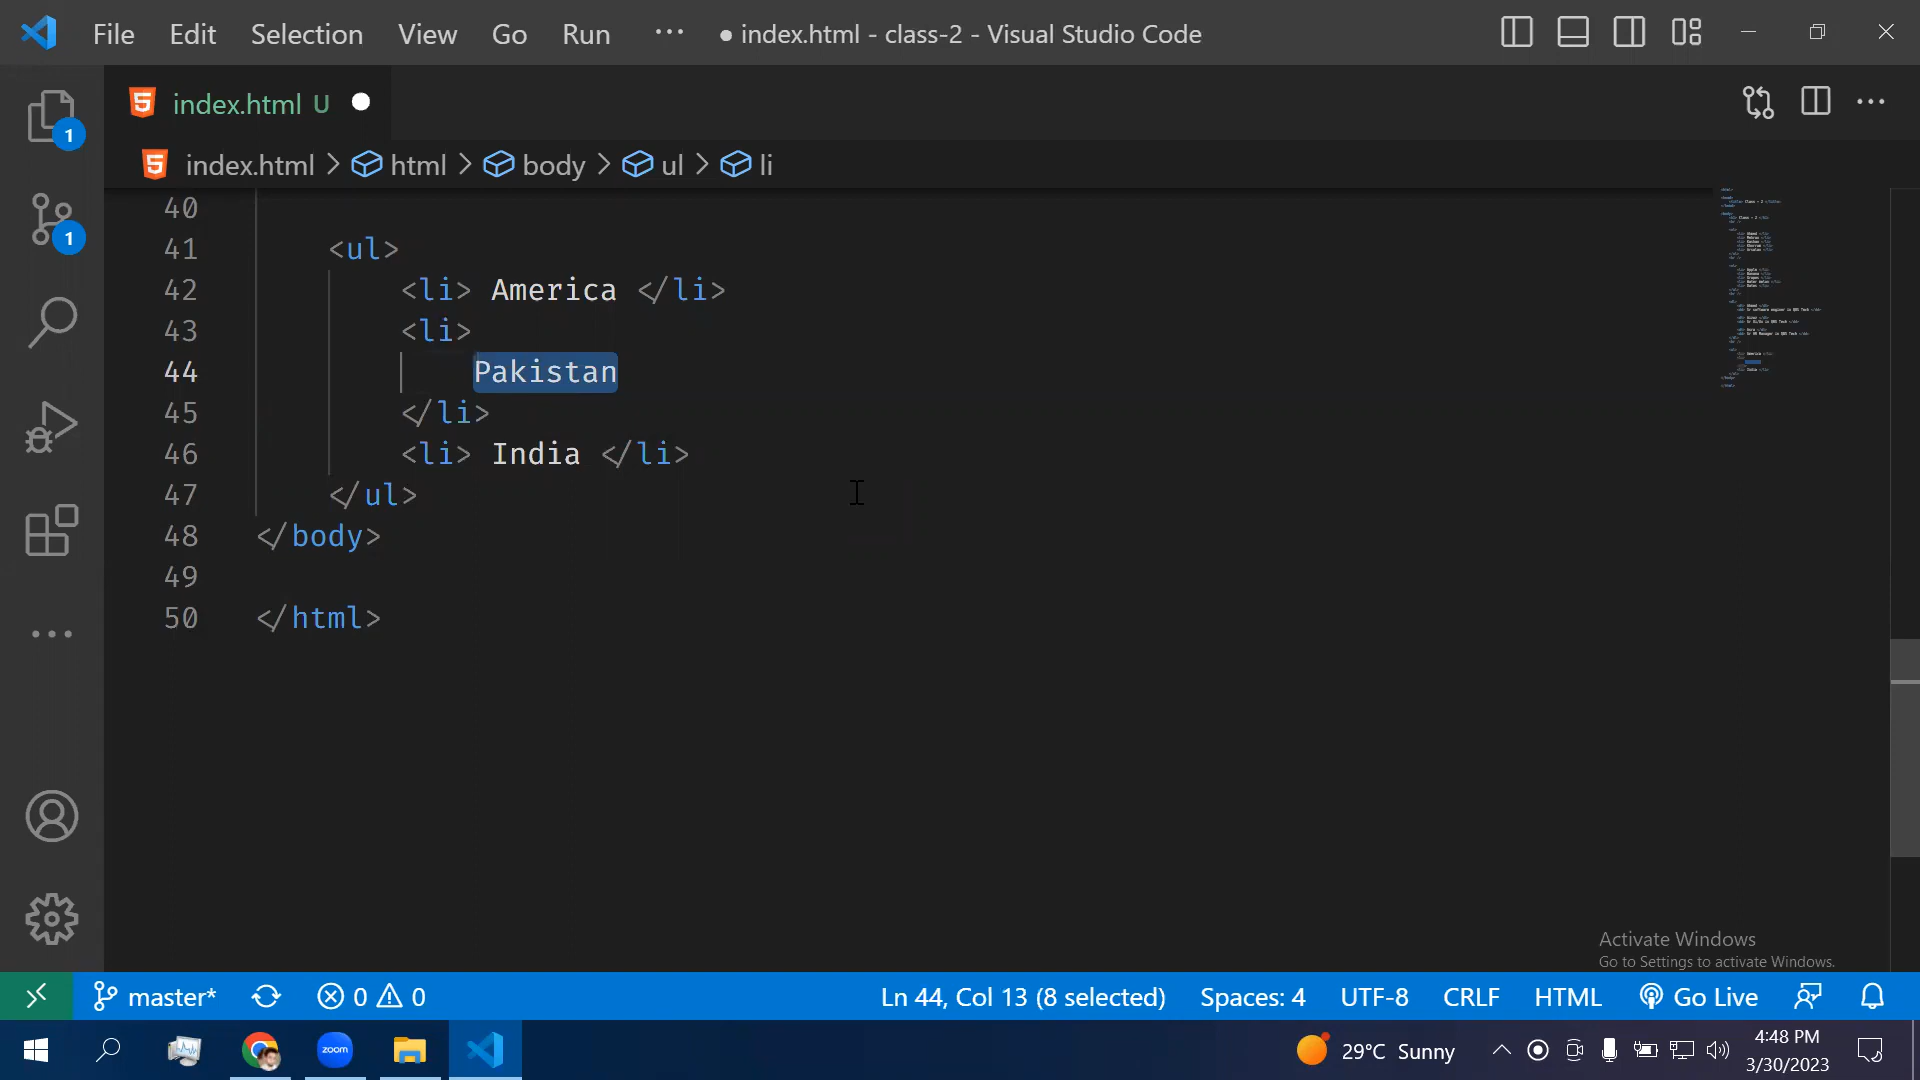 File Edit Selection View Go Run ··· ● index.html - class-2 - Visual Studio Code
index.html U
index.html > html > body > ul > li
40
41 <ul>
42 <li> America </li>
43 <li>
44 Pakistan
45 </li>
46 <li> India </li>
47 </ul>
48 </body>
49
50 </html>
1
1
Activate Windows
Go to Settings to activate Windows.
master* 0 0 Ln 44, Col 13 (8 selected) Spaces: 4 UTF-8 CRLF HTML Go Live
zoom 29°C Sunny 4:48 PM
3/30/2023